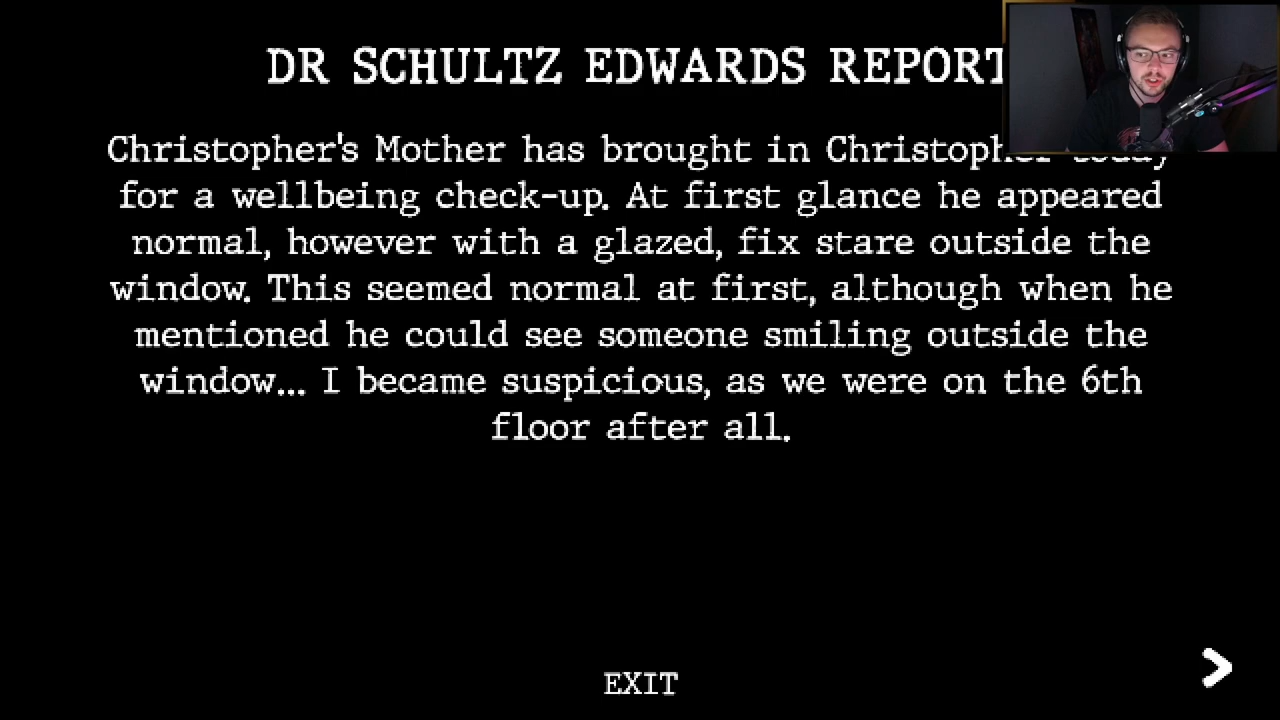 DR SCHULTZ EDWARDS REPORT
Christopher's Mother has brought in Christopher today
for a wellbeing check-up. At first glance he appeared
normal, however with a glazed, fix stare outside the
window. This seemed normal at first, although when he
mentioned he could see someone smiling outside the
window... I became suspicious, as we were on the 6th
floor after all.
EXIT